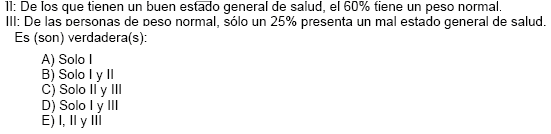 II: De los que tienen un buen estado general de salud, el 60% tiene un peso normal.
III: De las personas de peso normal, sólo un 25% presenta un mal estado general de salud.
Es (son) verdadera(s):
A) Solo I
B) Solo I y II
C) Solo II y III
D) Solo I y III
E) I, II y III